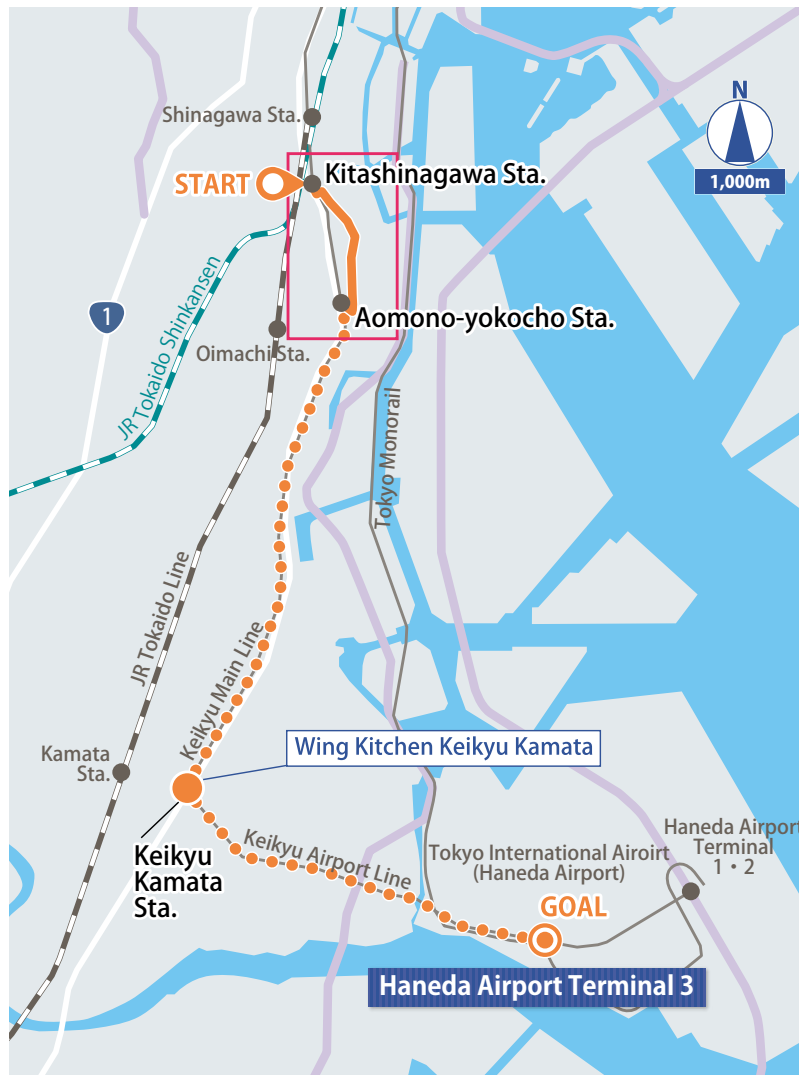 Shinagawa Sta.
N
1,000m
START
Kitashinagawa Sta.
1
JR Tokaido Shinkansen
Aomono-yokocho Sta.
Oimachi Sta.
Tokyo Monorail
JR Tokaido Line
Keikyu Main Line
Wing Kitchen Keikyu Kamata
Kamata
Sta.
Keikyu
Kamata
Sta.
Keikyu Airport Line
Tokyo International Airoirt
(Haneda Airport)
Haneda Airport
Terminal
1・2
GOAL
Haneda Airport Terminal 3